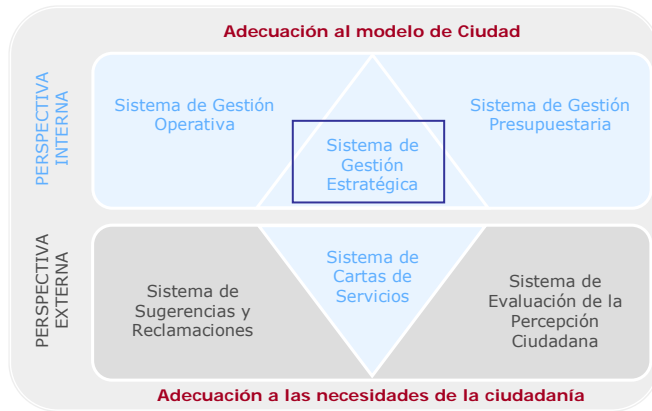 Adecuación al modelo de Ciudad
PERSPECTIVA
INTERNA
Sistema de Gestión
Operativa
Sistema de
Gestión
Estratégica
Sistema de Gestión
Presupuestaria
PERSPECTIVA
EXTERNA
Sistema de
Sugerencias y
Reclamaciones
Sistema de
Cartas de
Servicios
Sistema de
Evaluación de la
Percepción
Ciudadana
Adecuación a las necesidades de la ciudadanía